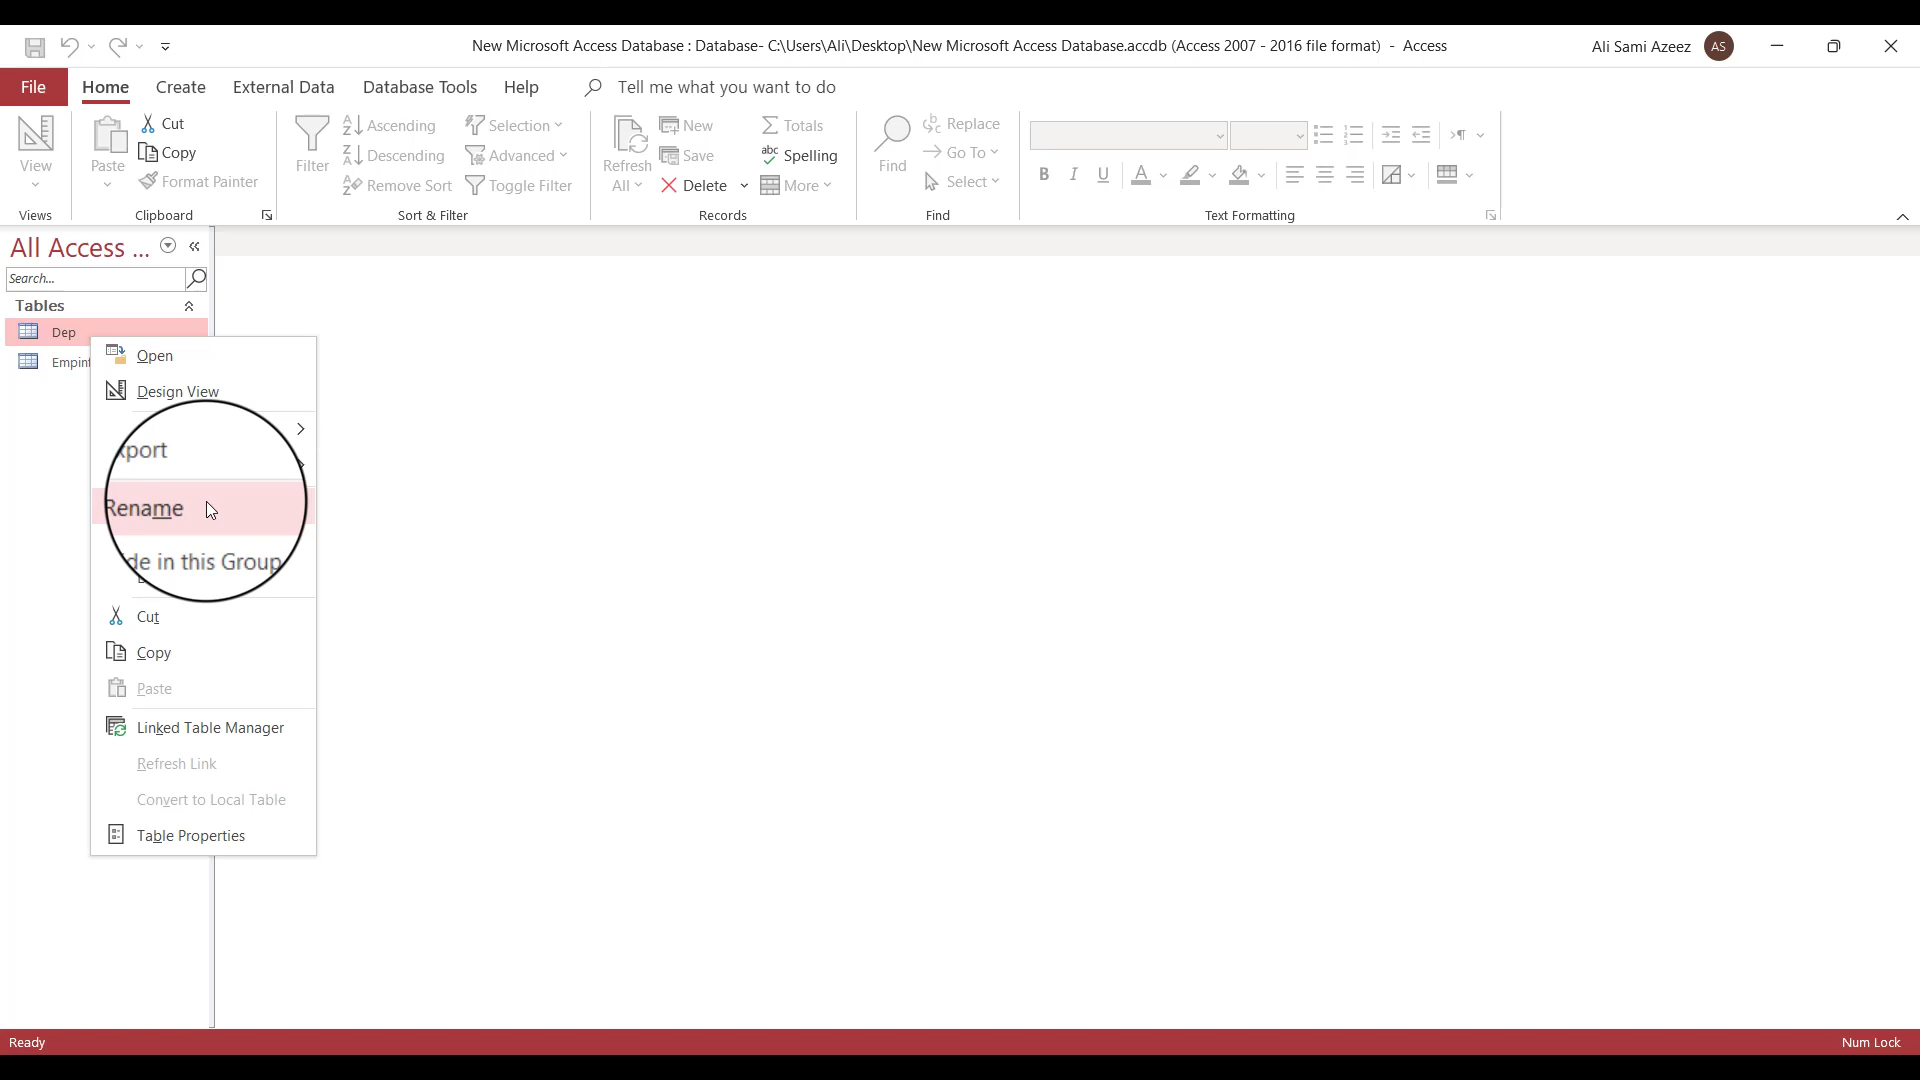 New Microsoft Access Database : Database- C:\Users\Ali\Desktop\New Microsoft Access Database.accdb (Access 2007 - 2016 file format) - Access
Ali Sami Azeez
AS
File Home Create External Data Database Tools Help Tell me what you want to do
View
Views
Paste
Cut
Copy
Format Painter
Clipboard
Filter
Ascending
Descending
Remove Sort
Selection
Advanced
Toggle Filter
Sort & Filter
Refresh
All
New
Save
Delete
Totals
Spelling
More
Records
Find
Replace
Go To
Select
Find
B I U
Text Formatting
All Access ...
Search...
Tables
Dep
Open
Design View
xport
Rename
de in this Group
Cut
Copy
Paste
Linked Table Manager
Refresh Link
Convert to Local Table
Table Properties
Ready
Num Lock